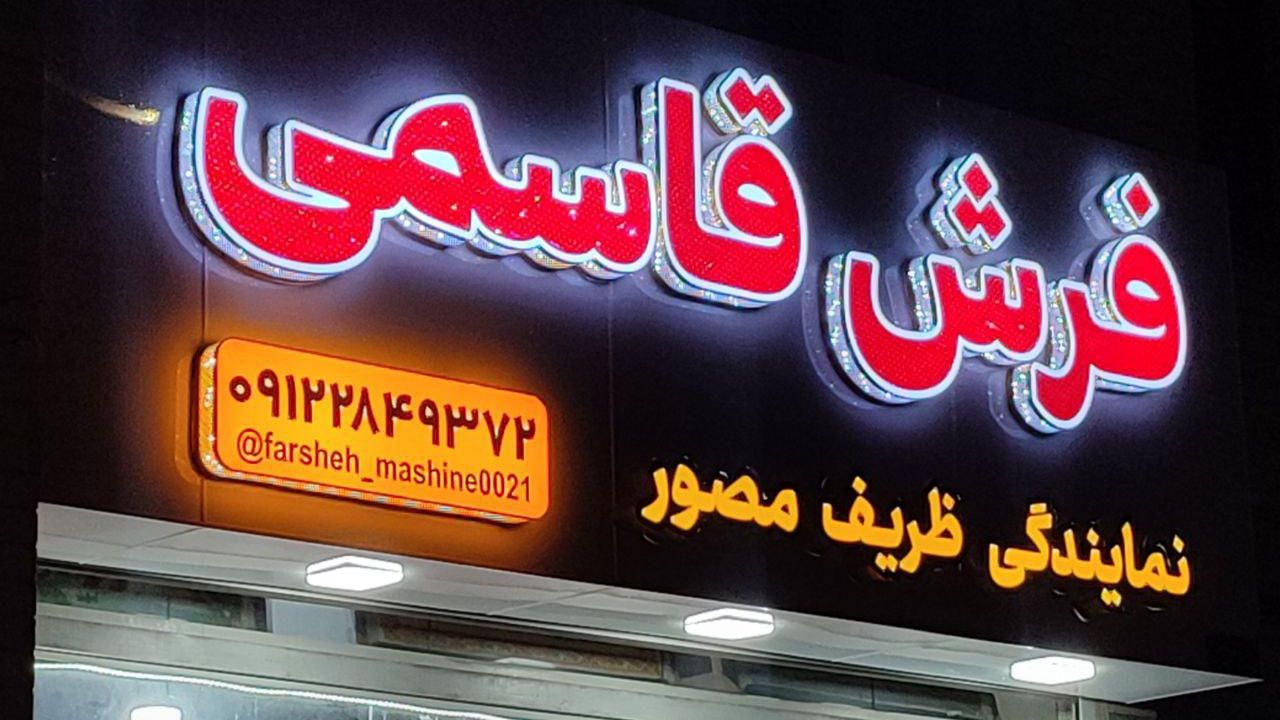 فرش قاسمی
نمایندگی ظریف مصور
۰۹۱۲۲۸۴۹۳۷۲
@farsheh_mashine0021